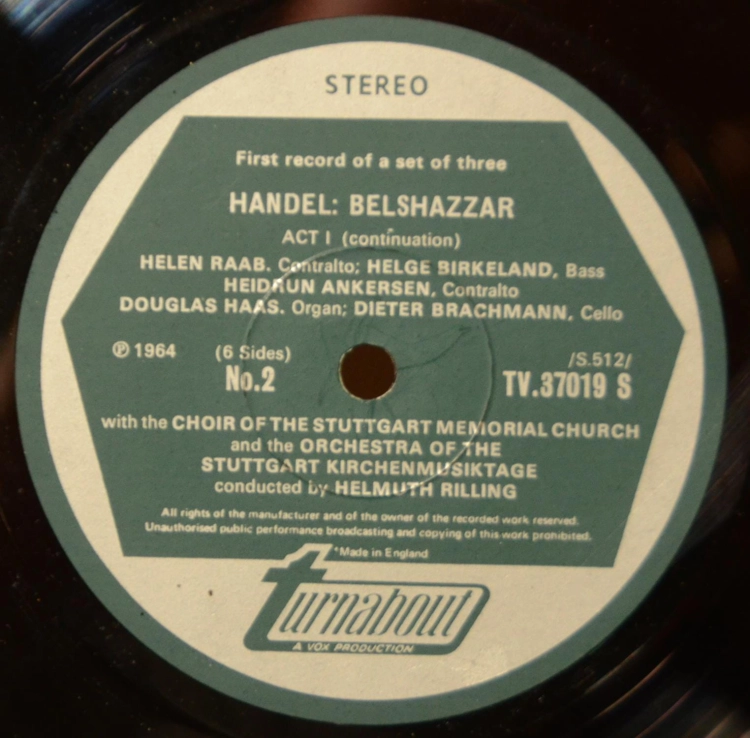 STEREO
First record of a set of three
HANDEL: BELSHAZZAR
ACT I (continuation)
HELEN RAAB. Contralto; HELGE BIRKELAND, Bass
HEIDRUN ANKERSEN, Contralto
DOUGLAS HAAS. Organ; DIETER BRACHMANN, Cello
℗ 1964 (6 Sides) /S.512/
No.2 TV.37019 S
with the CHOIR OF THE STUTTGART MEMORIAL CHURCH
and the ORCHESTRA OF THE
STUTTGART KIRCHENMUSIKTAGE
conducted by HELMUTH RILLING
All rights of the manufacturer and of the owner of the recorded work reserved.
Unauthorised public performance broadcasting and copying of this work prohibited.
*Made in England
turnabout
A VOX PRODUCTION